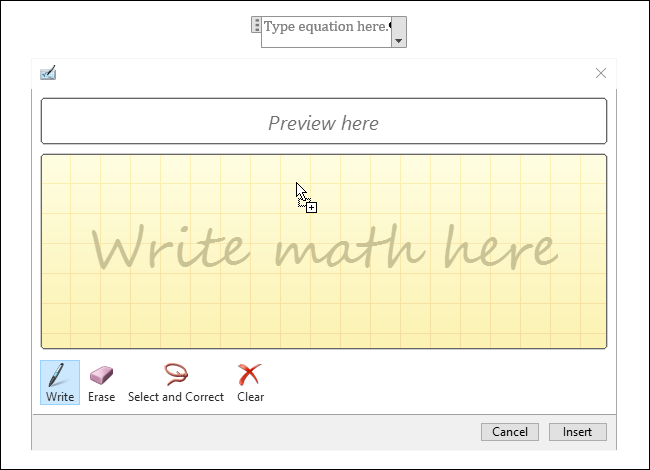 Type equation here.
Preview here
Write math here
Write Erase Select and Correct Clear
Cancel Insert